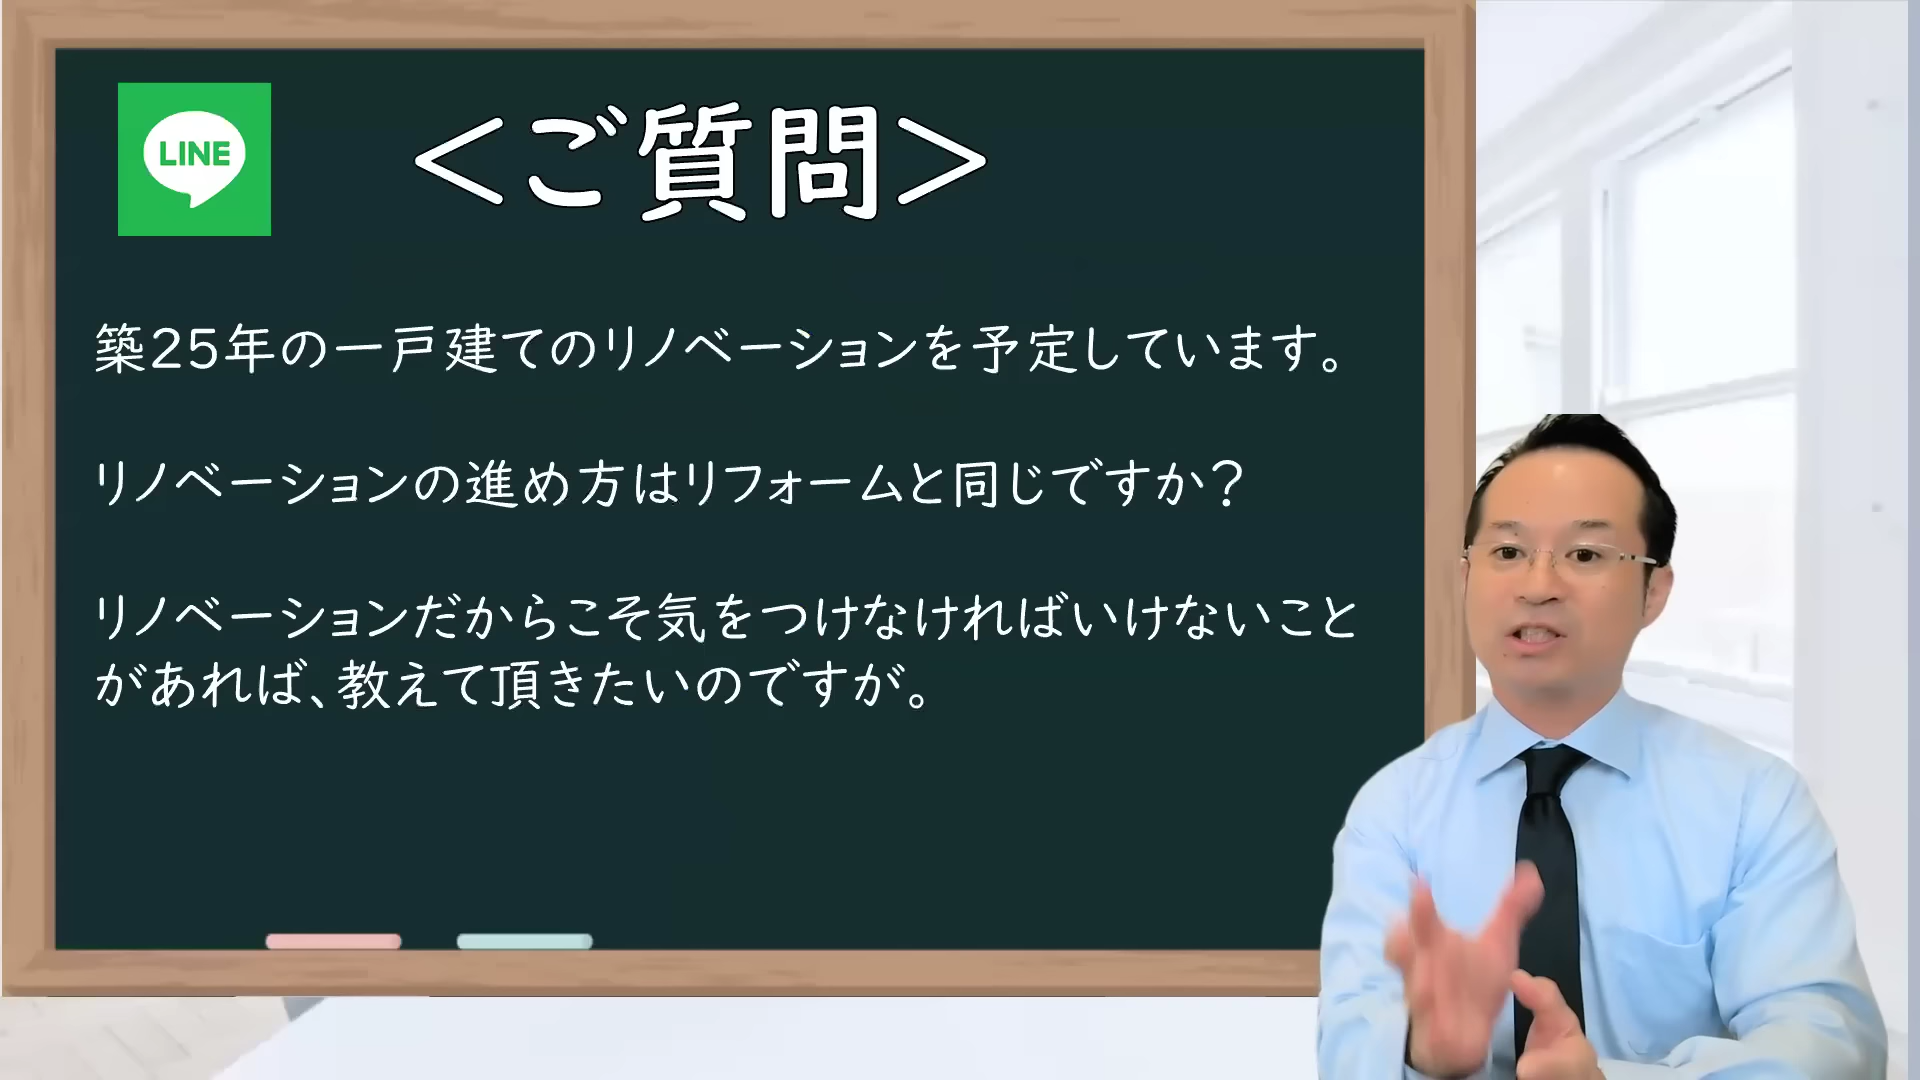 LINE
＜ご質問＞
築25年の一戸建てのリノベーションを予定しています。
リノベーションの進め方はリフォームと同じですか？
リノベーションだからこそ気をつけなければいけないこと
があれば、教えて頂きたいのですが。